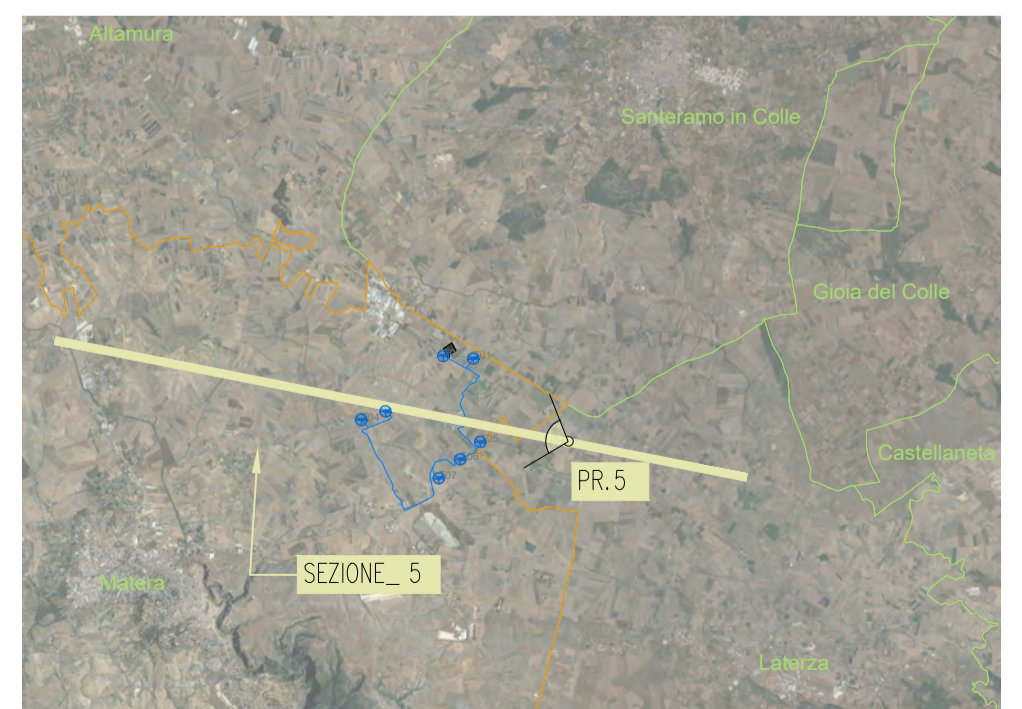 Altamura
Santeramo in Colle
Gioia del Colle
Castellaneta
PR.5
SEZIONE_ 5
Matera
Laterza